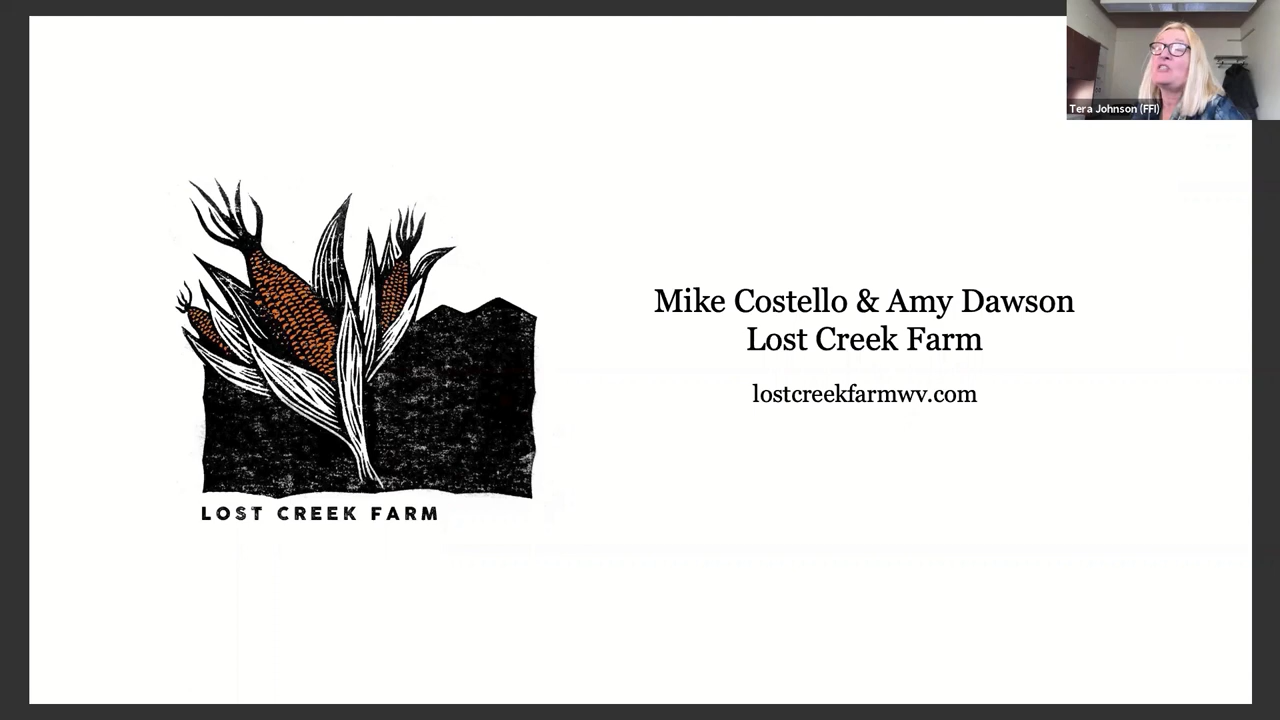 Tera Johnson (FFI)
Mike Costello & Amy Dawson
Lost Creek Farm
lostcreekfarmwv.com
LOST CREEK FARM